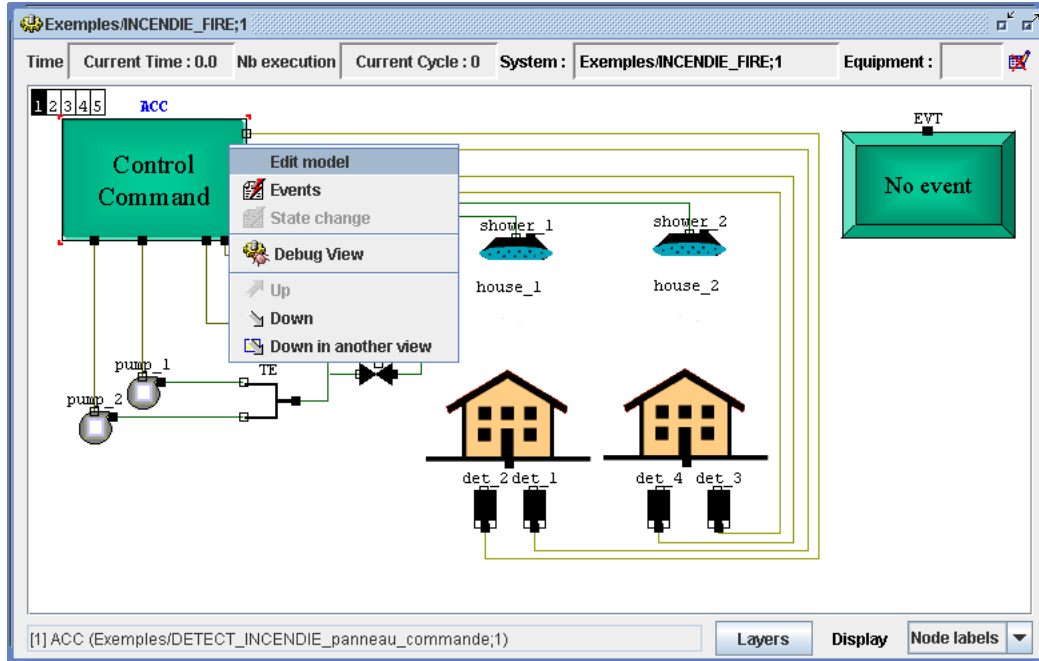 Exemples/INCENDIE_FIRE;1
Time Current Time : 0.0 Nb execution Current Cycle : 0 System : Exemples/INCENDIE_FIRE;1 Equipment :
1 2 3 4 5 ACC
EVT
Control
Command
No event
Edit model
Events
State change
Debug View
Up
Down
Down in another view
shower_1
shower_2
house_1
house_2
pump_1
TE
pump_2
det_2 det_1
det_4 det_3
[1] ACC (Exemples/DETECT_INCENDIE_panneau_commande;1)
Layers
Display
Node labels